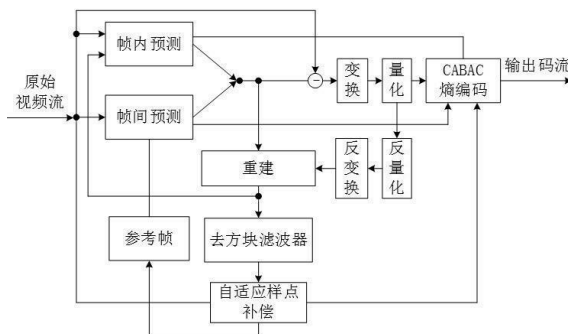 帧内预测
原始
视频流
帧间预测
－
变换
量化
CABAC
熵编码
输出码流
重建
反变换
反量化
参考帧
去方块滤波器
自适应样点
补偿